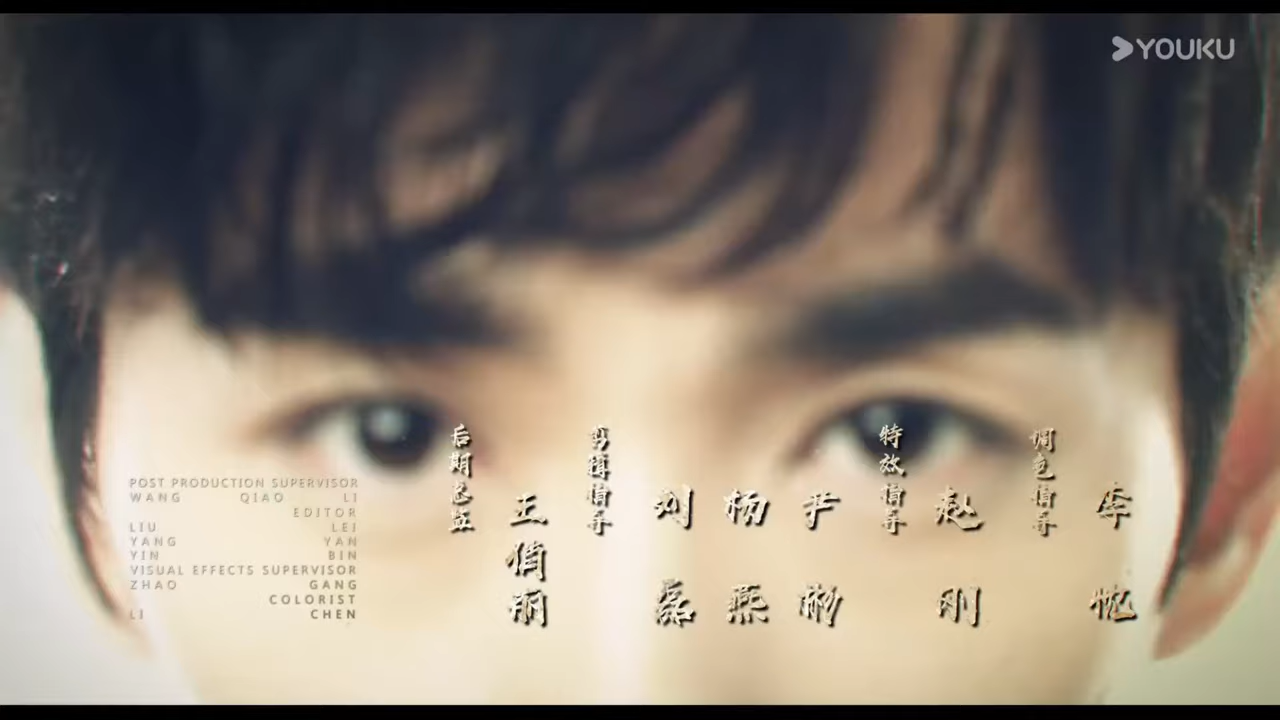 YOUKU
POST PRODUCTION SUPERVISOR
WANG QIAO LI
EDITOR
LIU LEI
YANG YAN
YIN BIN
VISUAL EFFECTS SUPERVISOR
ZHAO GANG
COLORIST
LI CHEN
后期总监
王俏丽
剪辑指导
刘磊
杨燕
尹彬
特效指导
赵刚
调色指导
李忱